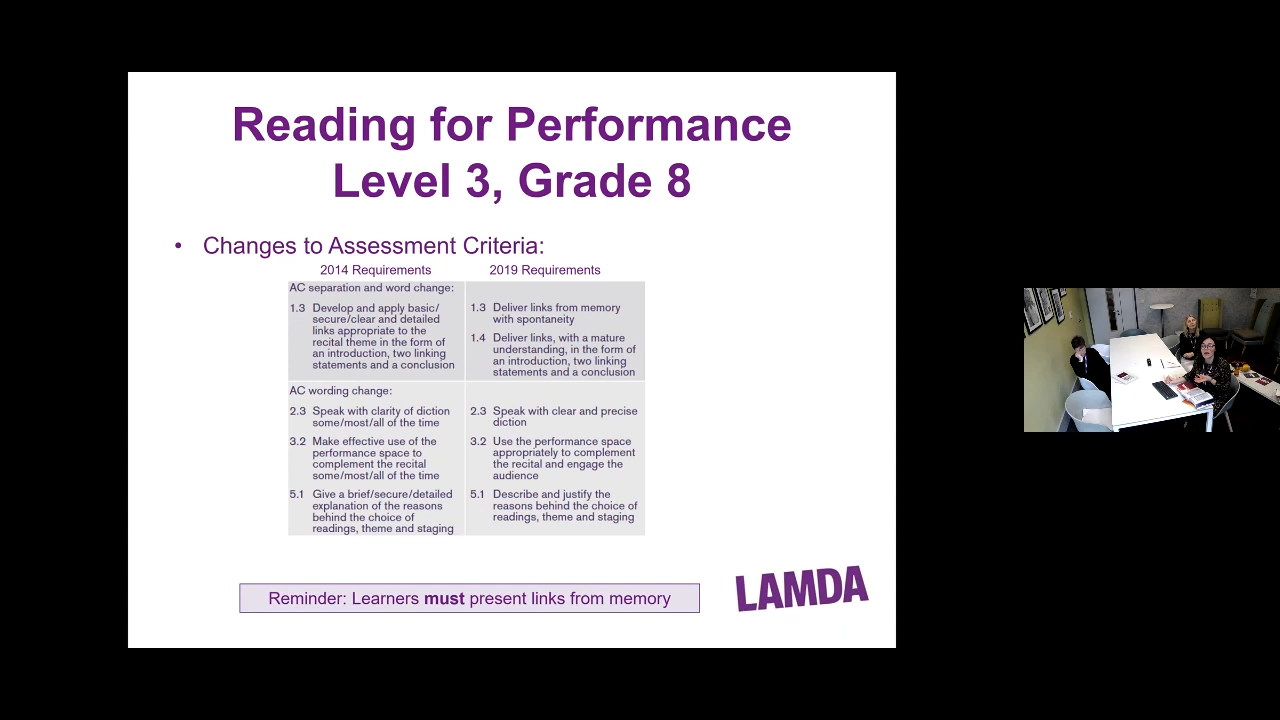 Reading for Performance
Level 3, Grade 8
• Changes to Assessment Criteria:
2014 Requirements
2019 Requirements
AC separation and word change:
1.3 Develop and apply basic/
secure/clear and detailed
links appropriate to the
recital theme in the form of
an introduction, two linking
statements and a conclusion
1.3 Deliver links from memory
with spontaneity
1.4 Deliver links, with a mature
understanding, in the form of
an introduction, two linking
statements and a conclusion
AC wording change:
2.3 Speak with clarity of diction
some/most/all of the time
3.2 Make effective use of the
performance space to
complement the recital
some/most/all of the time
5.1 Give a brief/secure/detailed
explanation of the reasons
behind the choice of
readings, theme and staging
2.3 Speak with clear and precise
diction
3.2 Use the performance space
appropriately to complement
the recital and engage the
audience
5.1 Describe and justify the
reasons behind the choice of
readings, theme and staging
Reminder: Learners must present links from memory
LAMDA